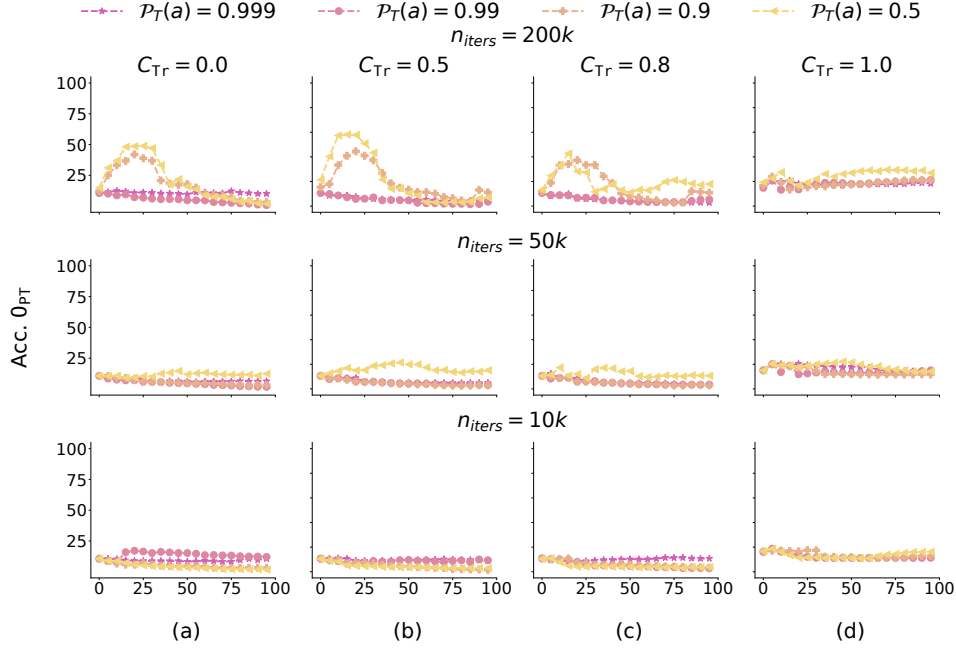 𝒫_T(a) = 0.999 𝒫_T(a) = 0.99 𝒫_T(a) = 0.9 𝒫_T(a) = 0.5
n_iters = 200k
C_Tr = 0.0 C_Tr = 0.5 C_Tr = 0.8 C_Tr = 1.0
100
75
50
25
n_iters = 50k
100
75
50
25
Acc. 0_PT
n_iters = 10k
100
75
50
25
0 25 50 75 100 0 25 50 75 100 0 25 50 75 100 0 25 50 75 100
(a) (b) (c) (d)